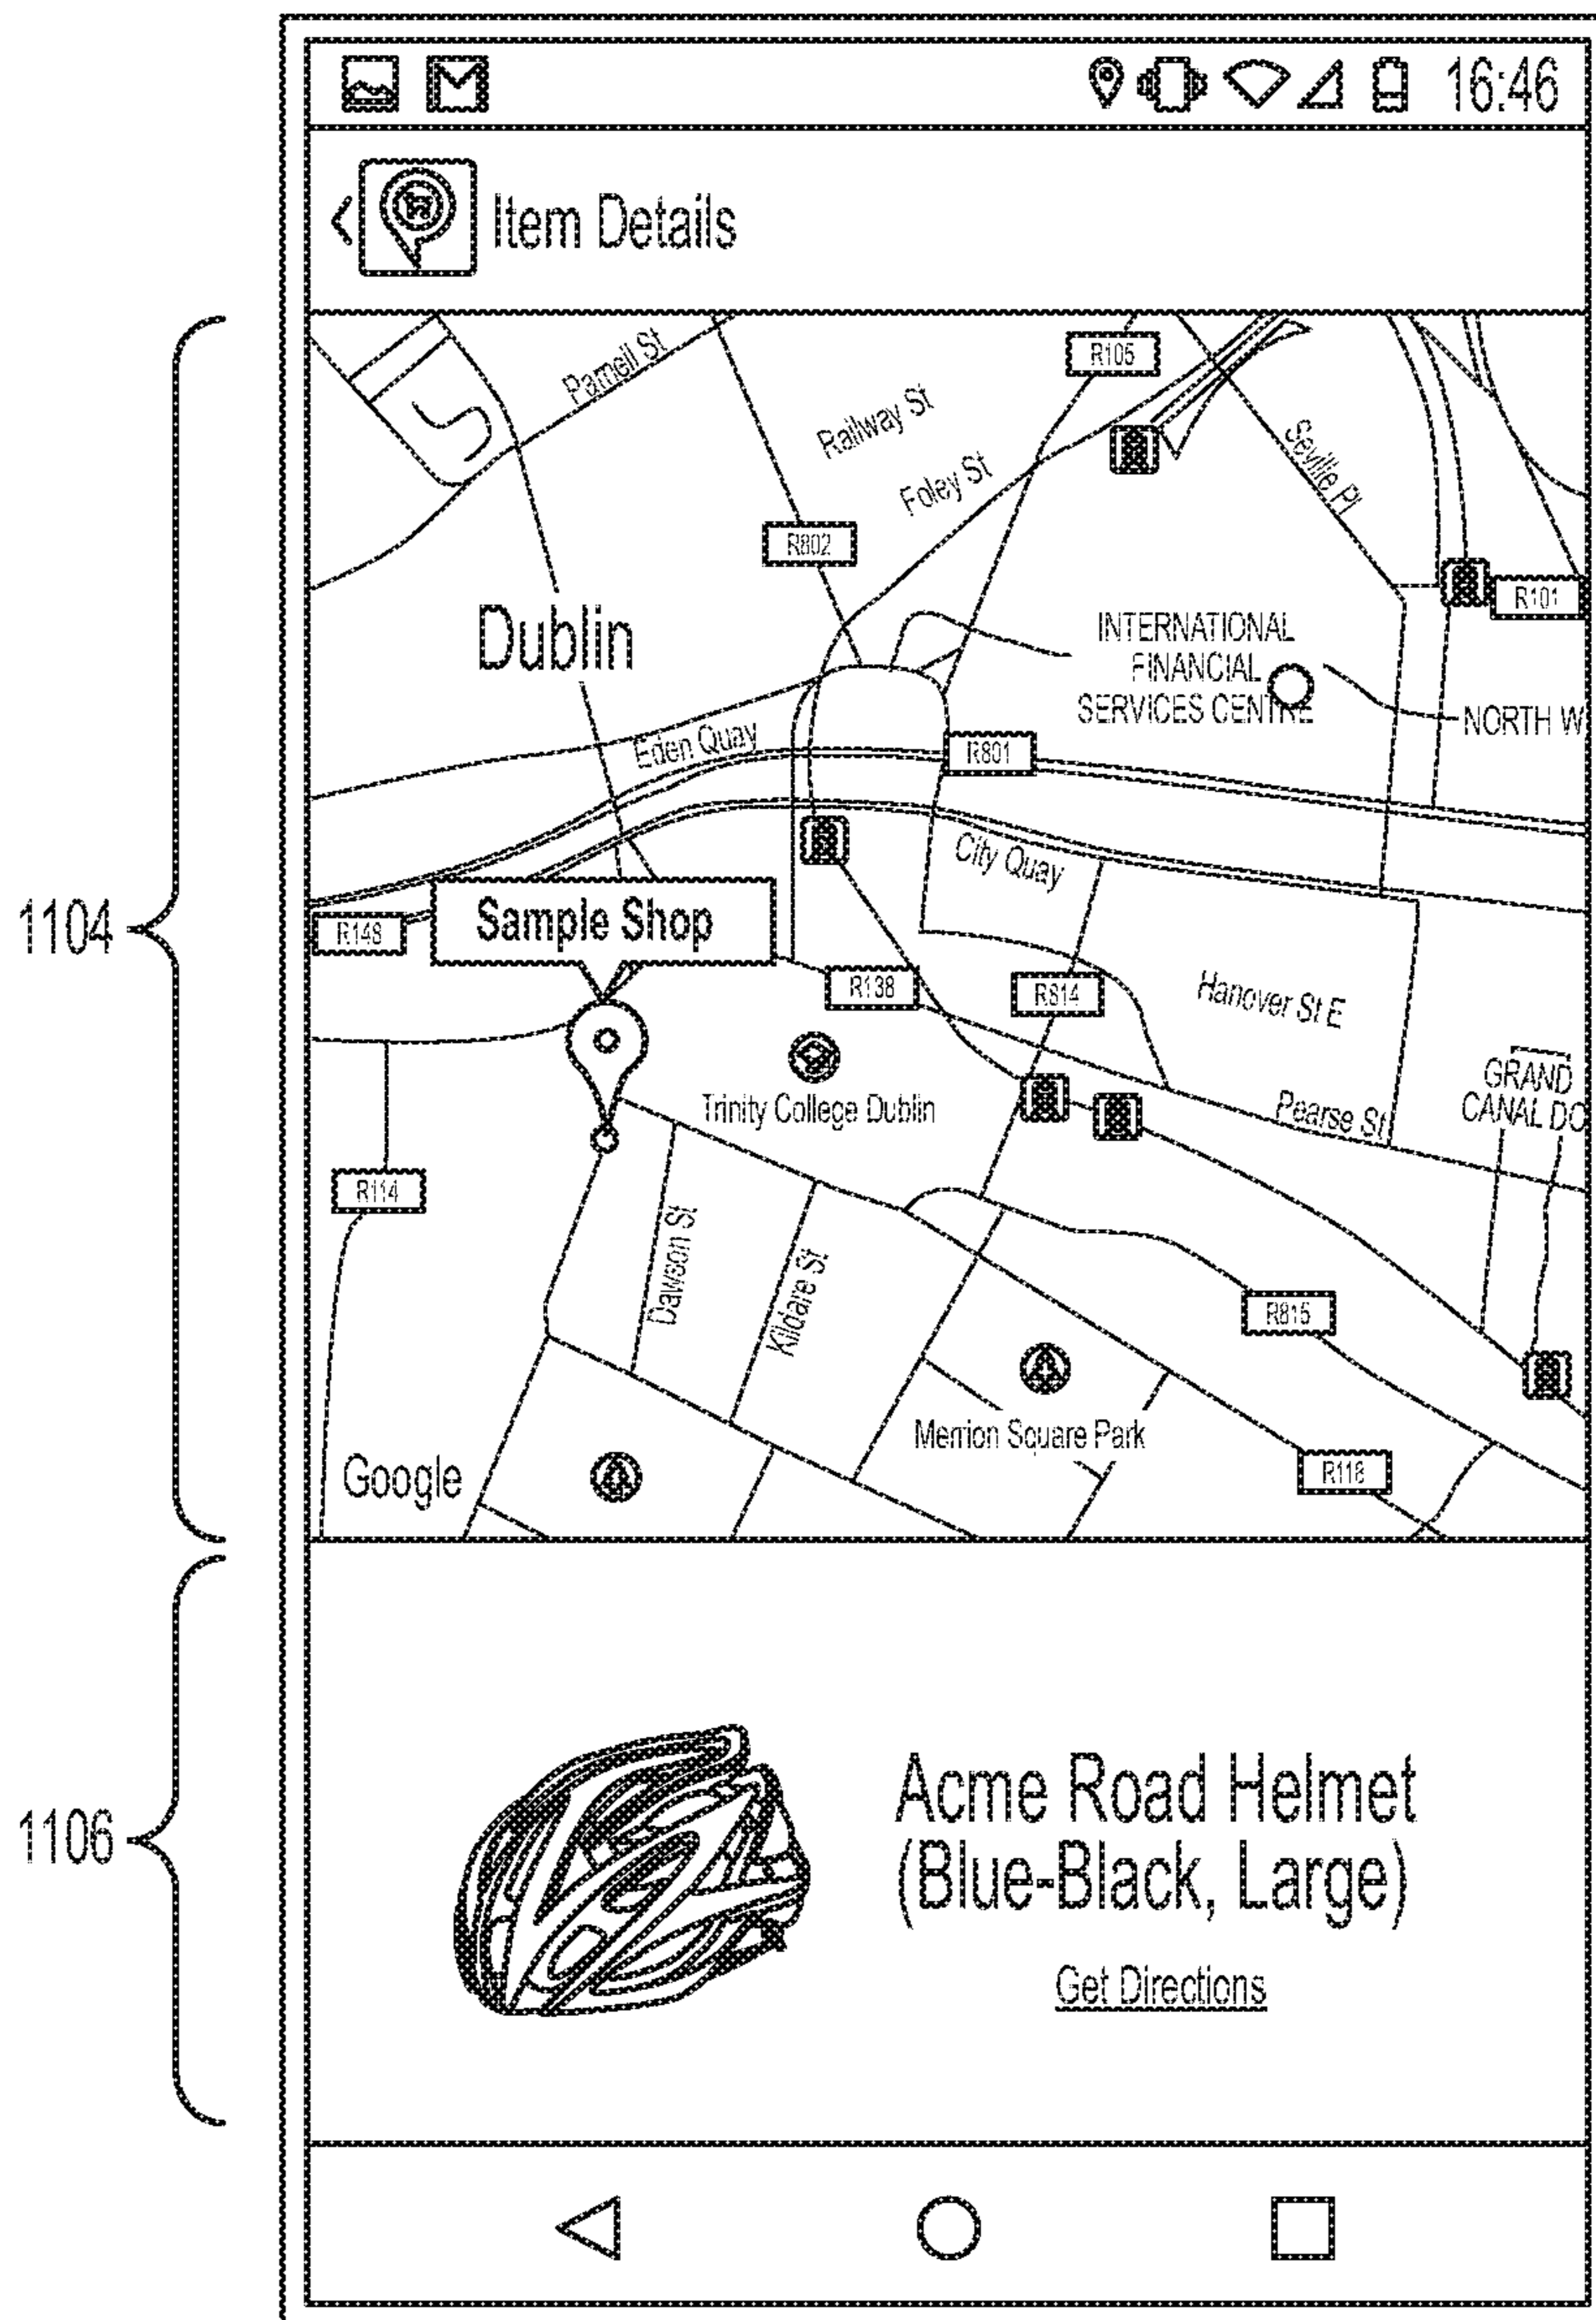 16:46
Item Details
Parnell St
R105
Railway St
Seville Pl
Foley St
R802
R101
Dublin
INTERNATIONAL
FINANCIAL
SERVICES CENTRE
NORTH W
Eden Quay
R801
City Quay
1104
R148
Sample Shop
R138
R814
Hanover St E
Trinity College Dublin
GRAND
CANAL DO
Pearse St
R114
Dawson St
Kildare St
R815
Merrion Square Park
Google
R118
1106
Acme Road Helmet
(Blue-Black, Large)
Get Directions